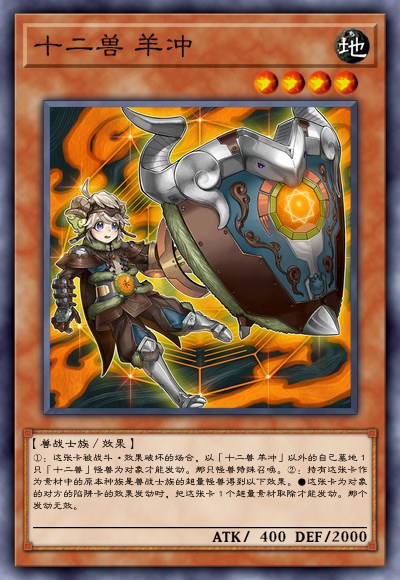 十二兽 羊冲
地
【兽战士族／效果】
①：这张卡被战斗·效果破坏的场合，以「十二兽 羊冲」以外的自己墓地1
只「十二兽」怪兽为对象才能发动。那只怪兽特殊召唤。②：持有这张卡作
为素材中的原本种族是兽战士族的超量怪兽得到以下效果。●以这张卡为对象
的对方的陷阱卡的效果发动时，把这张卡1个超量素材取除才能发动。那个
发动无效。
ATK/ 400 DEF/2000